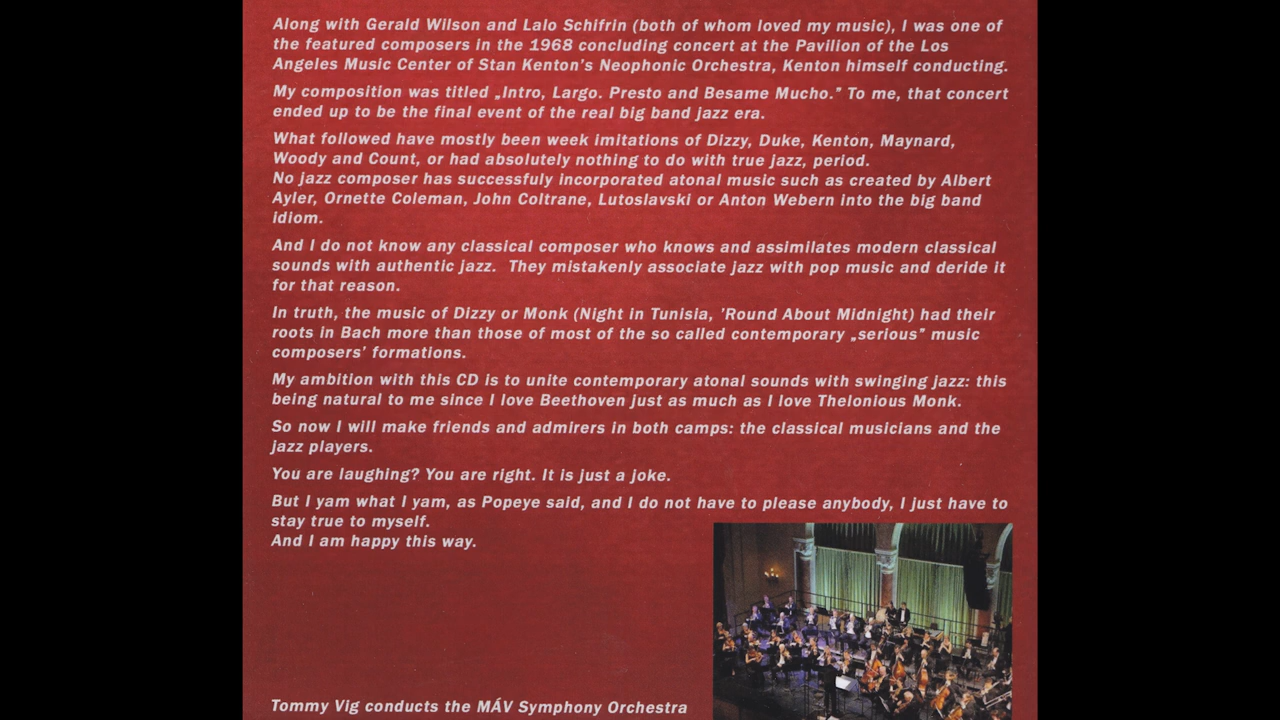 Along with Gerald Wilson and Lalo Schifrin (both of whom loved my music), I was one of
the featured composers in the 1968 concluding concert at the Pavilion of the Los
Angeles Music Center of Stan Kenton's Neophonic Orchestra, Kenton himself conducting.
My composition was titled „Intro, Largo. Presto and Besame Mucho." To me, that concert
ended up to be the final event of the real big band jazz era.
What followed have mostly been week imitations of Dizzy, Duke, Kenton, Maynard,
Woody and Count, or had absolutely nothing to do with true jazz, period.
No jazz composer has successfuly incorporated atonal music such as created by Albert
Ayler, Ornette Coleman, John Coltrane, Lutoslavski or Anton Webern into the big band
idiom.
And I do not know any classical composer who knows and assimilates modern classical
sounds with authentic jazz.  They mistakenly associate jazz with pop music and deride it
for that reason.
In truth, the music of Dizzy or Monk (Night in Tunisia, 'Round About Midnight) had their
roots in Bach more than those of most of the so called contemporary „serious" music
composers' formations.
My ambition with this CD is to unite contemporary atonal sounds with swinging jazz: this
being natural to me since I love Beethoven just as much as I love Thelonious Monk.
So now I will make friends and admirers in both camps: the classical musicians and the
jazz players.
You are laughing? You are right. It is just a joke.
But I yam what I yam, as Popeye said, and I do not have to please anybody, I just have to
stay true to myself.
And I am happy this way.
Tommy Vig conducts the MÁV Symphony Orchestra